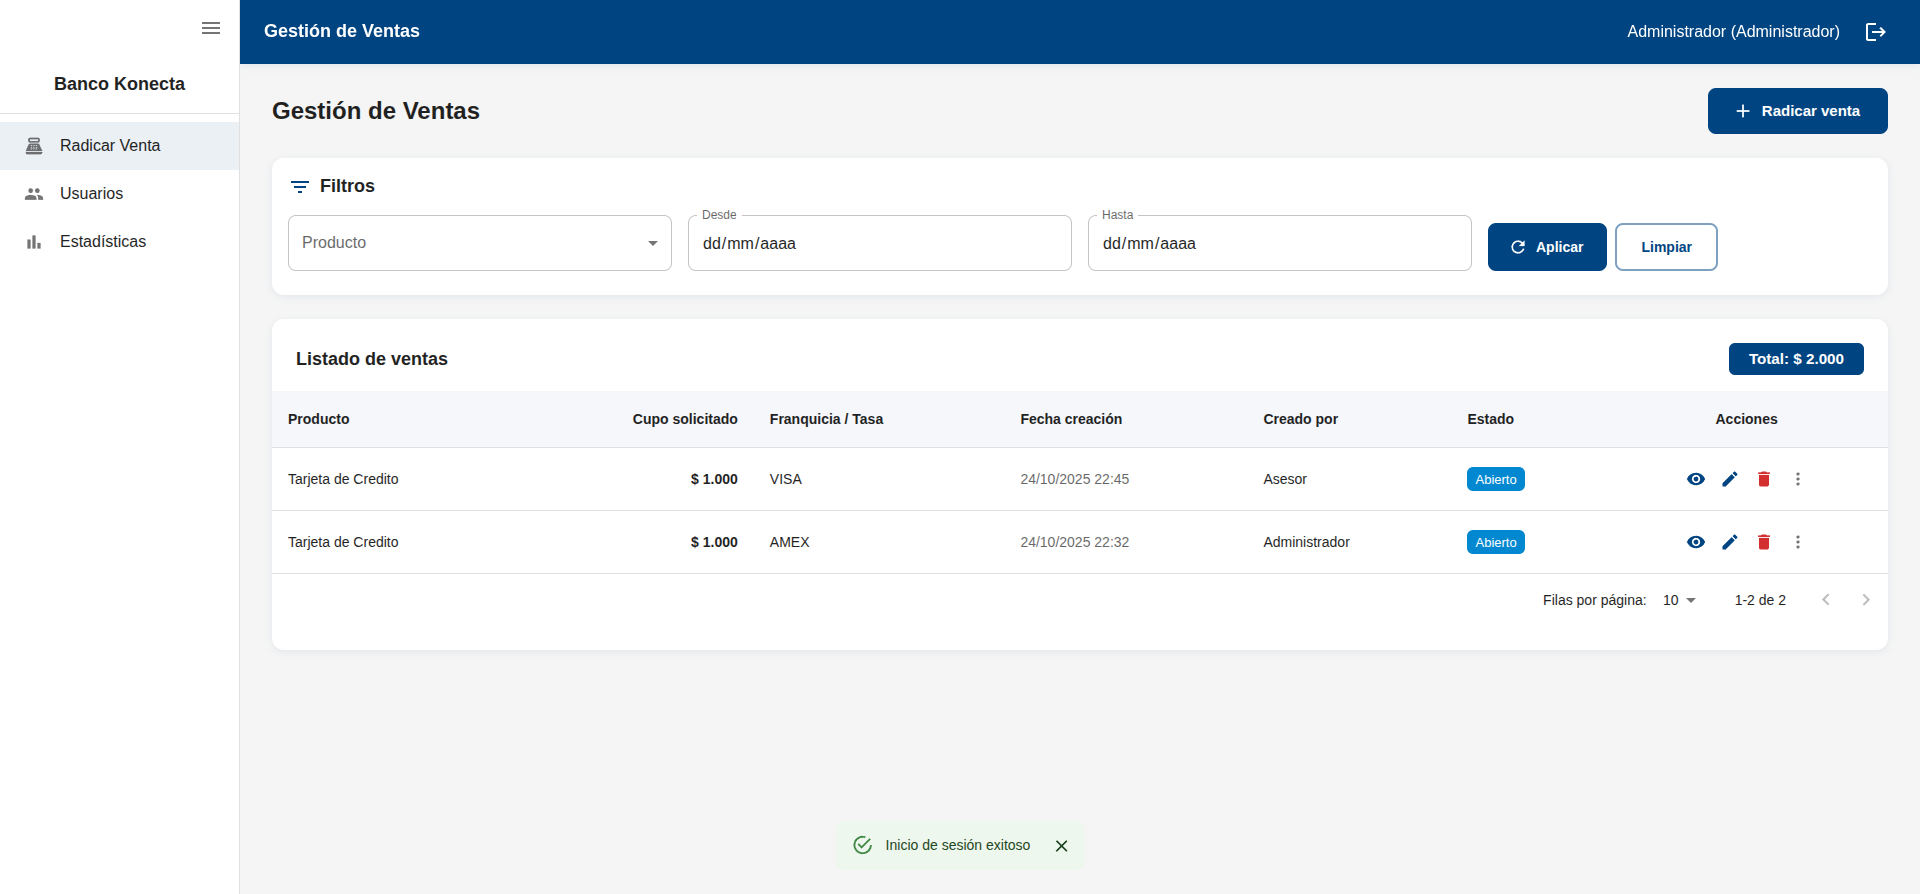 Gestión de Ventas
Administrador (Administrador)
Banco Konecta
Radicar Venta
Usuarios
Estadísticas
Gestión de Ventas
Radicar venta
Filtros
Producto
Desde
dd/mm/aaaa
Hasta
dd/mm/aaaa
Aplicar
Limpiar
Listado de ventas
Total: $ 2.000
Producto Cupo solicitado Franquicia / Tasa Fecha creación Creado por Estado Acciones
Tarjeta de Credito $ 1.000 VISA 24/10/2025 22:45 Asesor Abierto
Tarjeta de Credito $ 1.000 AMEX 24/10/2025 22:32 Administrador Abierto
Filas por página: 10 1-2 de 2
Inicio de sesión exitoso